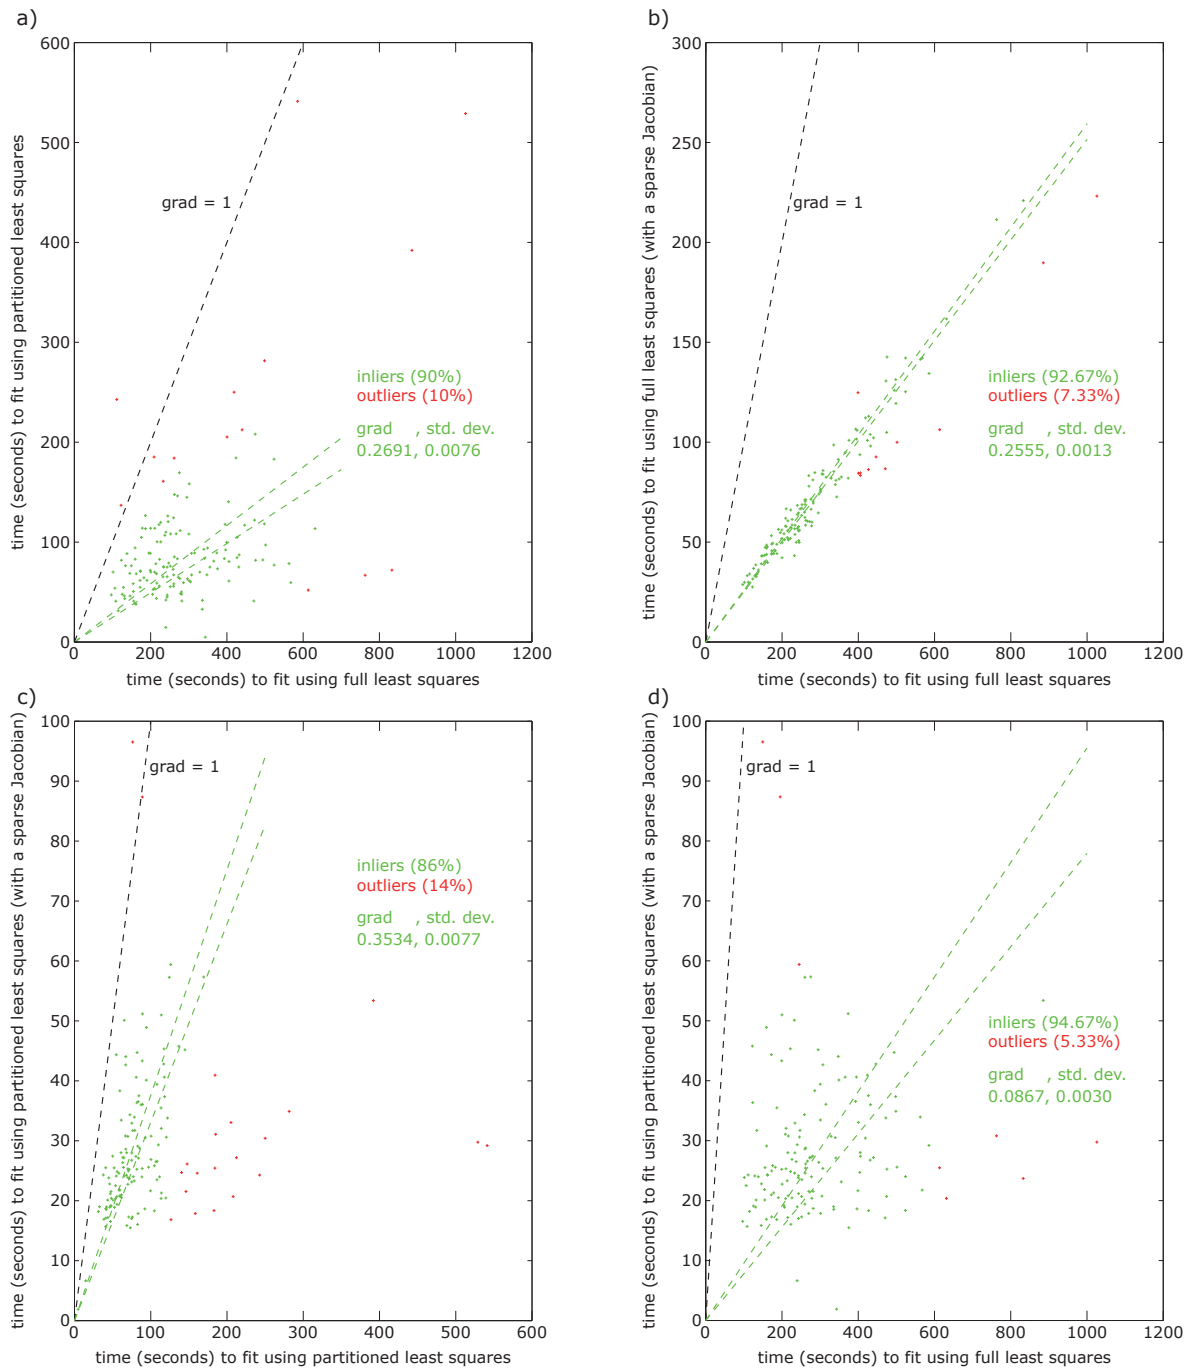 a)
600
500
400
300
200
100
0
0 200 400 600 800 1000 1200
time (seconds) to fit using partitioned least squares
time (seconds) to fit using full least squares
grad = 1
inliers (90%)
outliers (10%)
grad , std. dev.
0.2691, 0.0076
b)
300
250
200
150
100
50
0
0 200 400 600 800 1000 1200
time (seconds) to fit using full least squares (with a sparse Jacobian)
time (seconds) to fit using full least squares
grad = 1
inliers (92.67%)
outliers (7.33%)
grad , std. dev.
0.2555, 0.0013
c)
100
90
80
70
60
50
40
30
20
10
0
0 100 200 300 400 500 600
time (seconds) to fit using partitioned least squares (with a sparse Jacobian)
time (seconds) to fit using partitioned least squares
grad = 1
inliers (86%)
outliers (14%)
grad , std. dev.
0.3534, 0.0077
d)
100
90
80
70
60
50
40
30
20
10
0
0 200 400 600 800 1000 1200
time (seconds) to fit using partitioned least squares (with a sparse Jacobian)
time (seconds) to fit using full least squares
grad = 1
inliers (94.67%)
outliers (5.33%)
grad , std. dev.
0.0867, 0.0030